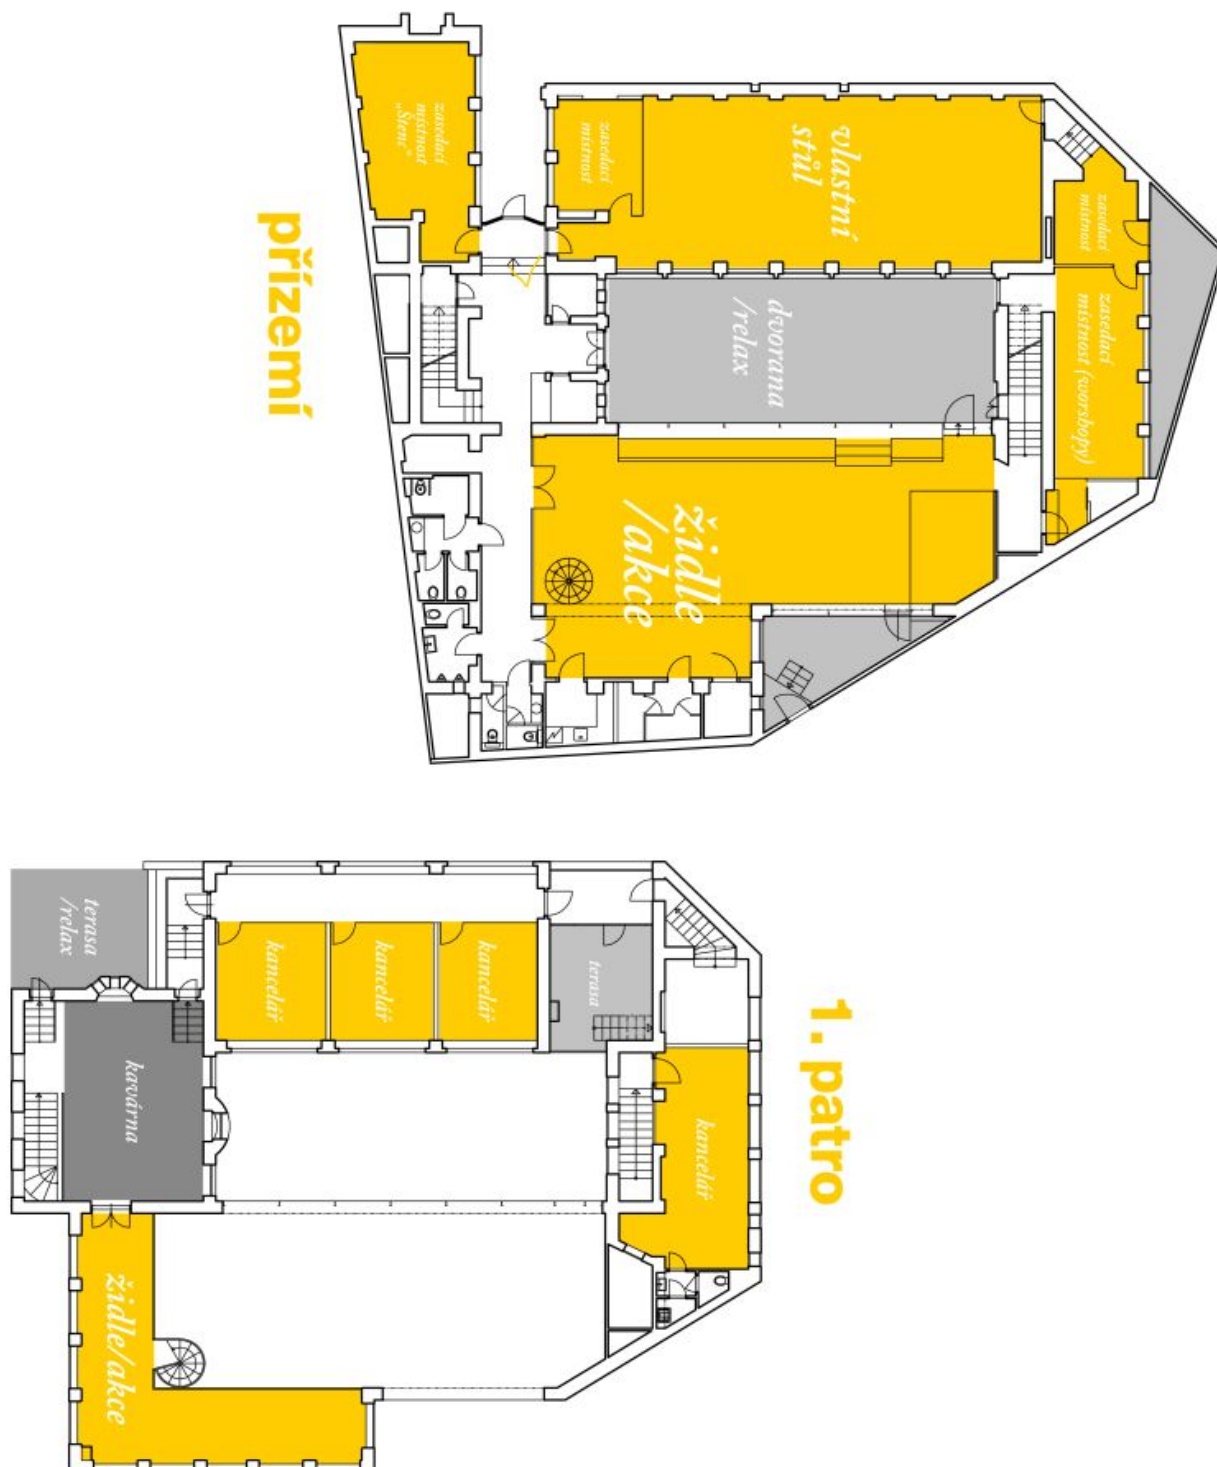 přízemí
zasedací
místnost
„Štenc“
zasedací
místnost
vlastní
stůl
zasedací
místnost
zasedací
místnost (worshopy)
dvorana
/relax
židle
/akce
1. patro
terasa
/relax
kancelář
kancelář
kancelář
terasa
kavárna
kancelář
židle/akce